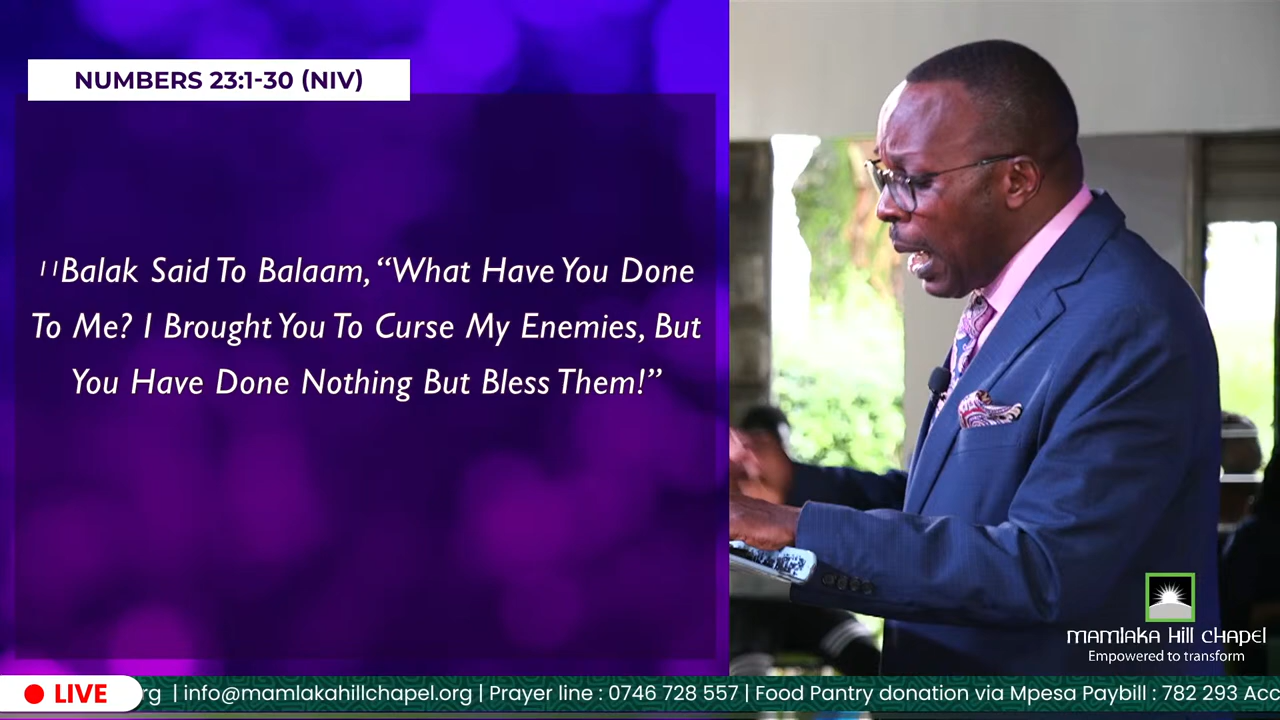 NUMBERS 23:1-30 (NIV)
11Balak Said To Balaam, “What Have You Done
To Me? I Brought You To Curse My Enemies, But
You Have Done Nothing But Bless Them!”
mamlaka Hill chapel
Empowered to transform
LIVE
rg | info@mamlakahillchapel.org | Prayer line : 0746 728 557 | Food Pantry donation via Mpesa Paybill : 782 293 Acc